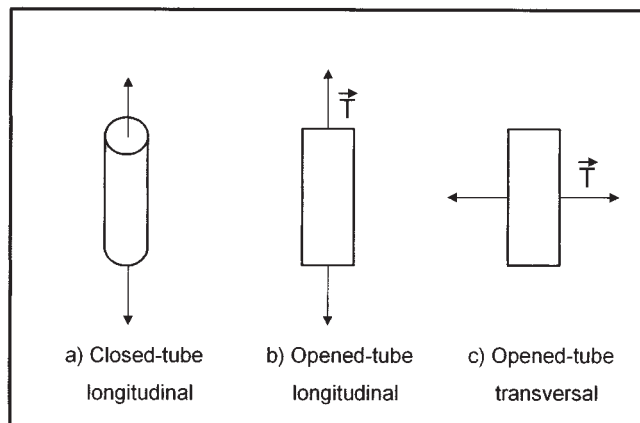 T
T
a) Closed-tube
longitudinal
b) Opened-tube
longitudinal
c) Opened-tube
transversal